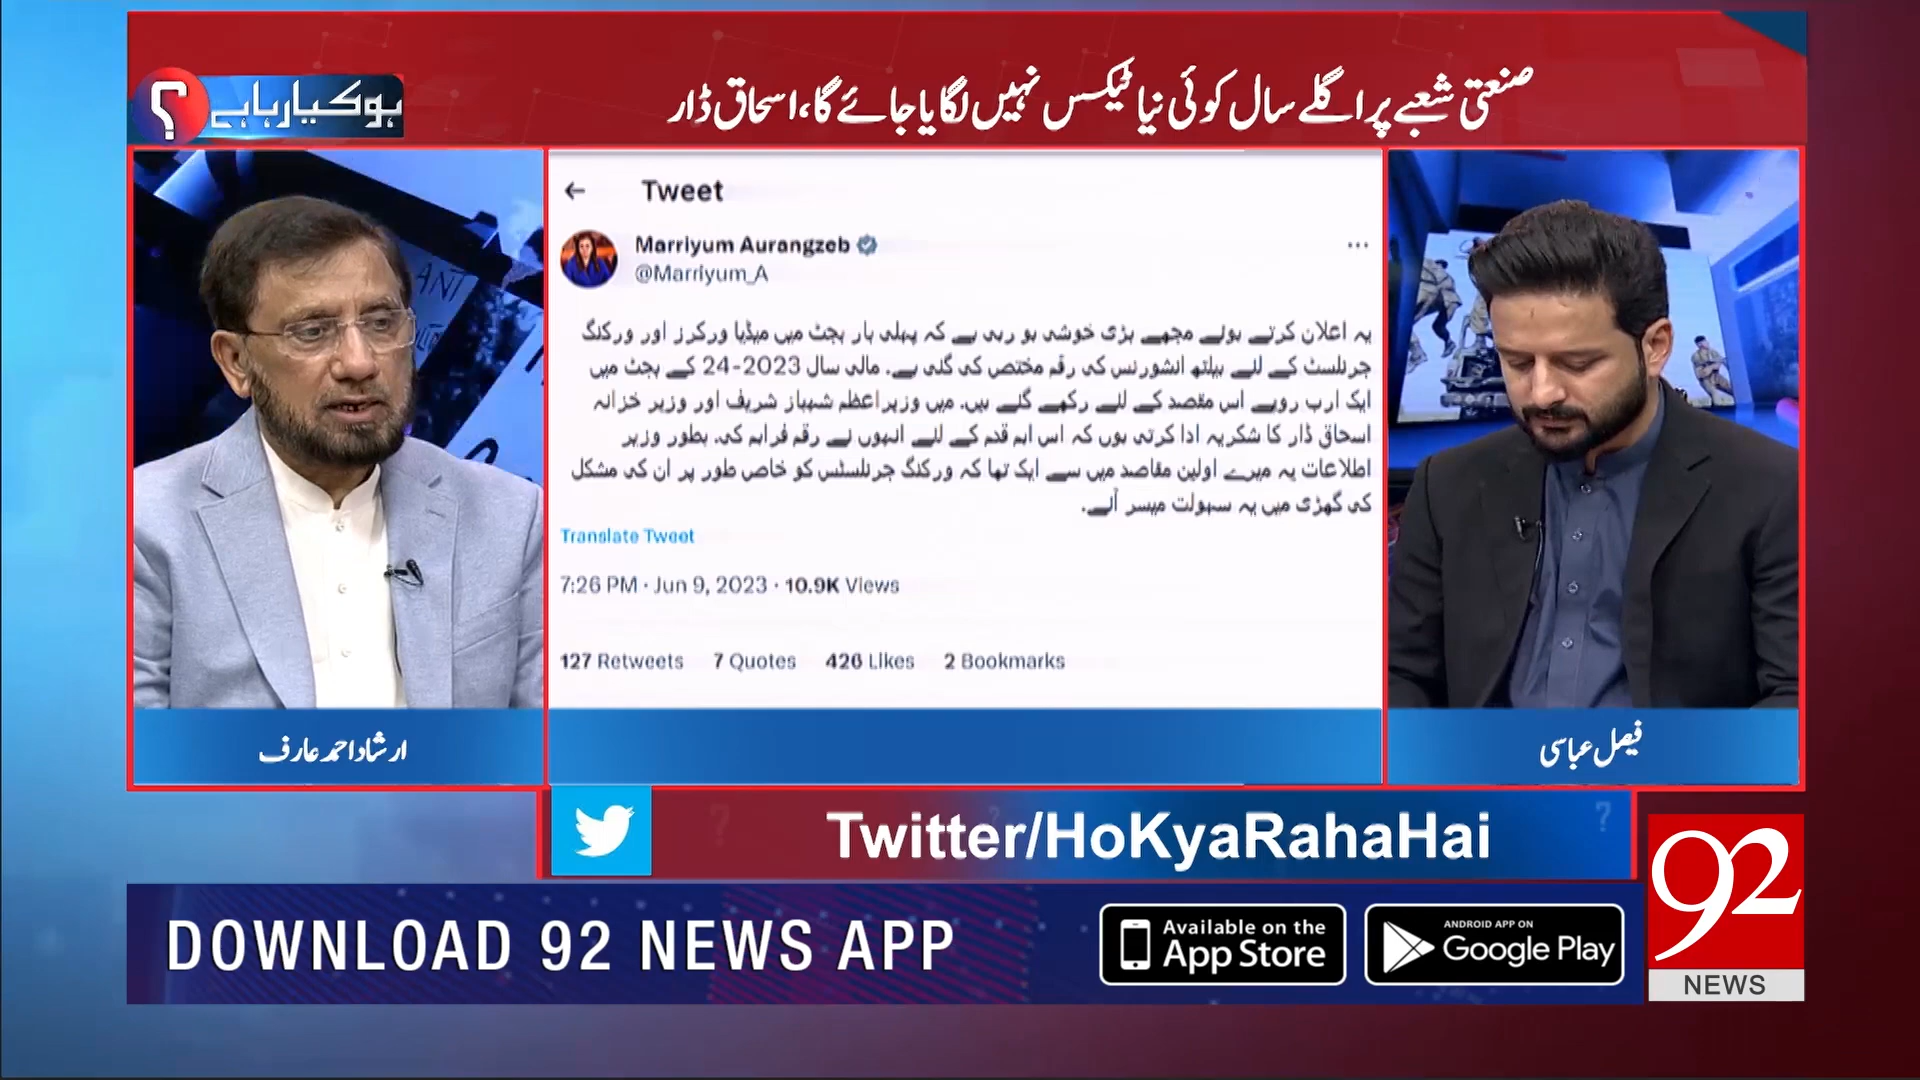 صنعتی شعبے پر اگلے سال کوئی نیا ٹیکس نہیں لگایا جائے گا، اسحاق ڈار
ہو کیا رہا ہے ؟
Tweet
Marriyum Aurangzeb
@Marriyum_A
یہ اعلان کرتے ہوئے مجھے بڑی خوشی ہو رہی ہے کہ پہلی بار بجٹ میں میڈیا ورکرز اور ورکنگ
جرنلسٹ کے لئے ہیلتھ انشورنس کی رقم مختص کی گئی ہے۔ مالی سال 2023-24 کے بجٹ میں
ایک ارب روپے اس مقصد کے لئے رکھے گئے ہیں۔ میں وزیراعظم شہباز شریف اور وزیر خزانہ
اسحاق ڈار کا شکریہ ادا کرتی ہوں کہ اس اہم قدم کے لئے انہوں نے رقم فراہم کی۔ بطور وزیر
اطلاعات یہ میرے اولین مقاصد میں سے ایک تھا کہ ورکنگ جرنلسٹس کو خاص طور پر ان کی مشکل
کی گھڑی میں یہ سہولت میسر آئے۔
Translate Tweet
7:26 PM · Jun 9, 2023 · 10.9K Views
127 Retweets 7 Quotes 426 Likes 2 Bookmarks
ارشاد احمد عارف
فیصل عباسی
Twitter/HoKyaRahaHai
DOWNLOAD 92 NEWS APP
Available on the
App Store
ANDROID APP ON
Google Play
92
NEWS